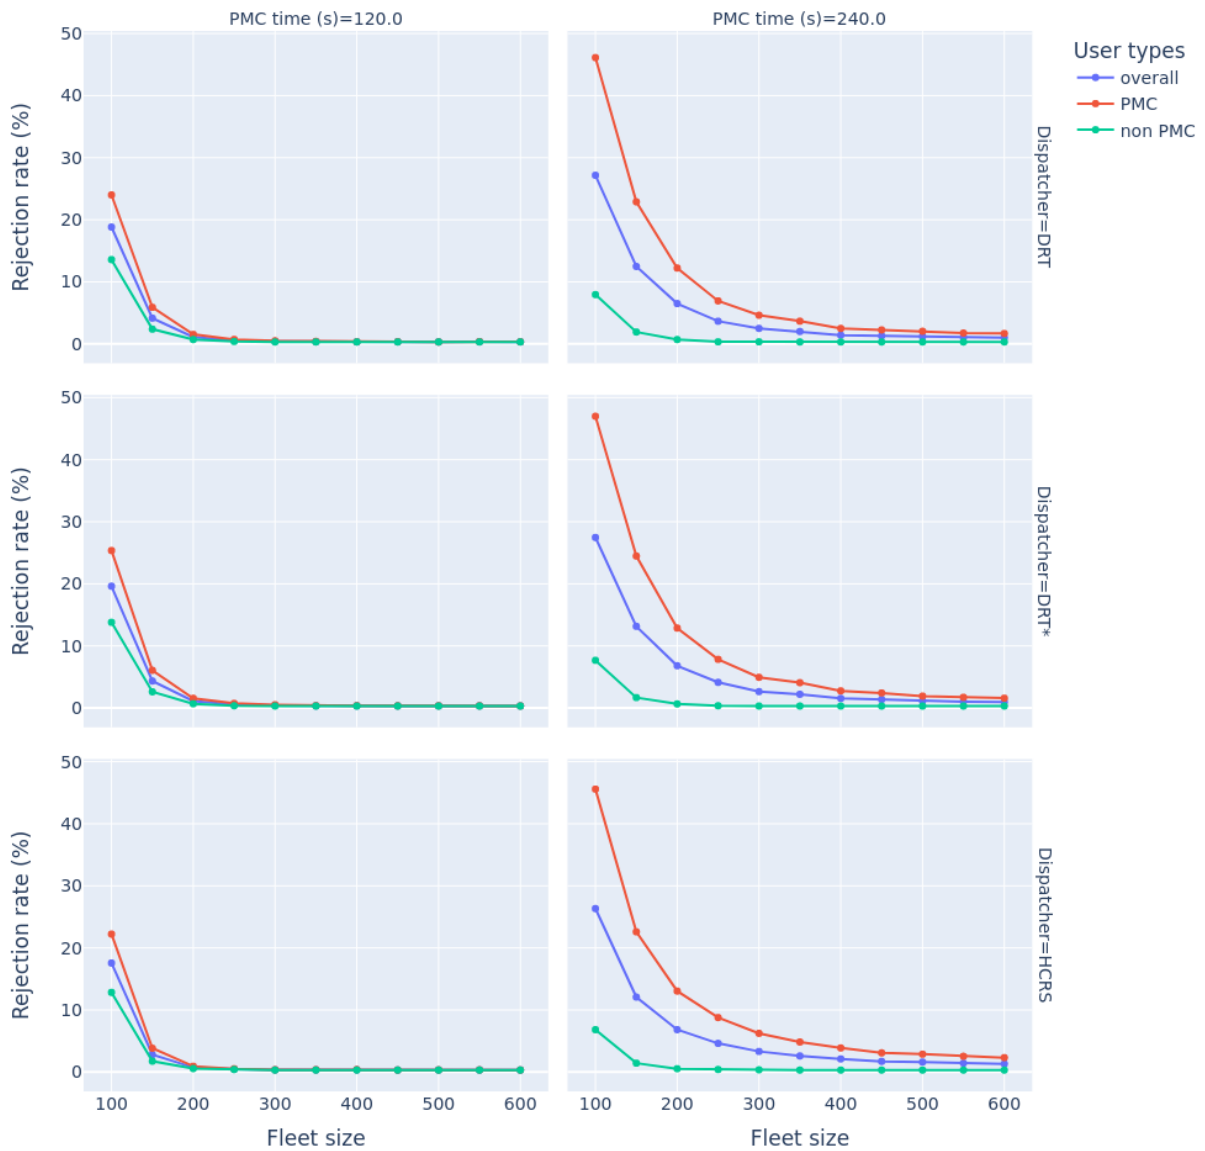 PMC time (s)=120.0
PMC time (s)=240.0
User types
overall
PMC
non PMC
50
40
30
20
10
0
Rejection rate (%)
Dispatcher=DRT
50
40
30
20
10
0
Rejection rate (%)
Dispatcher=DRT*
50
40
30
20
10
0
Rejection rate (%)
Dispatcher=HCRS
100 200 300 400 500 600
100 200 300 400 500 600
Fleet size
Fleet size